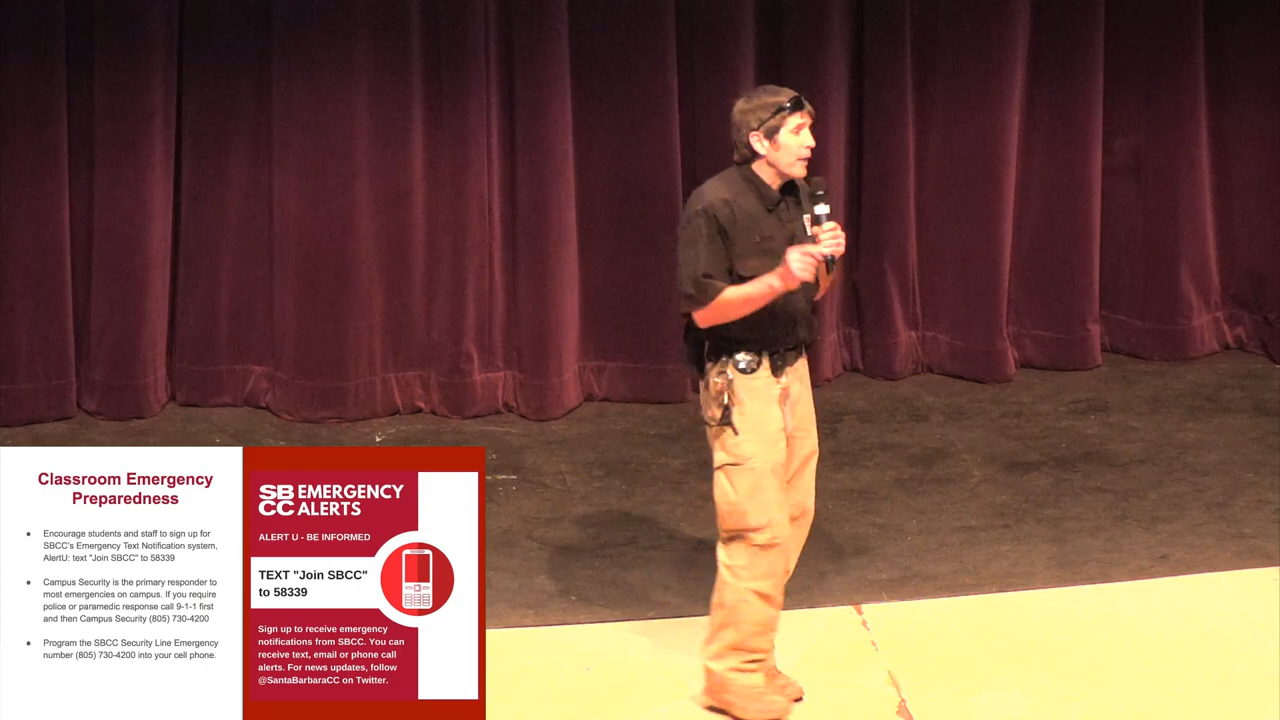 Classroom Emergency
Preparedness
● Encourage students and staff to sign up for
SBCC's Emergency Text Notification system,
AlertU: text "Join SBCC" to 58339
● Campus Security is the primary responder to
most emergencies on campus. If you require
police or paramedic response call 9-1-1 first
and then Campus Security (805) 730-4200
● Program the SBCC Security Line Emergency
number (805) 730-4200 into your cell phone.
SB EMERGENCY
CC ALERTS
ALERT U - BE INFORMED
TEXT "Join SBCC"
to 58339
Sign up to receive emergency
notifications from SBCC. You can
receive text, email or phone call
alerts. For news updates, follow
@SantaBarbaraCC on Twitter.